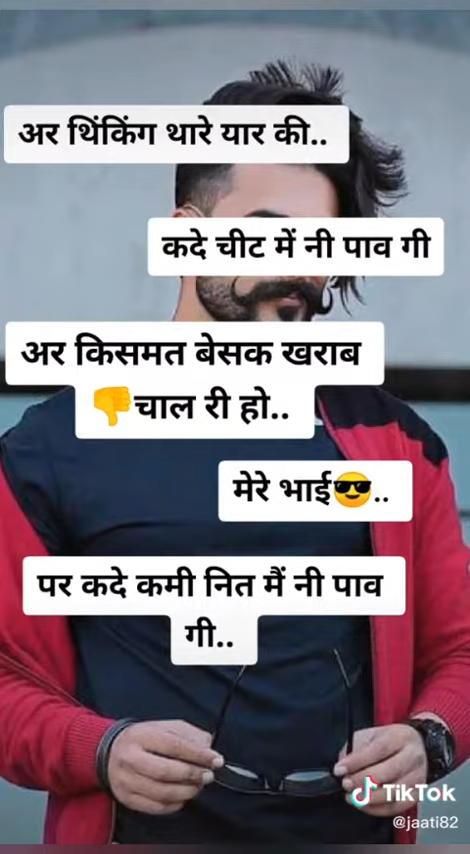 अर थिंकिंग थारे यार की..
कदे चीट में नी पाव गी
अर किसमत बेसक खराब
👎चाल री हो..
मेरे भाई😎..
पर कदे कमी नित मैं नी पाव
गी..
TikTok
@jaati82